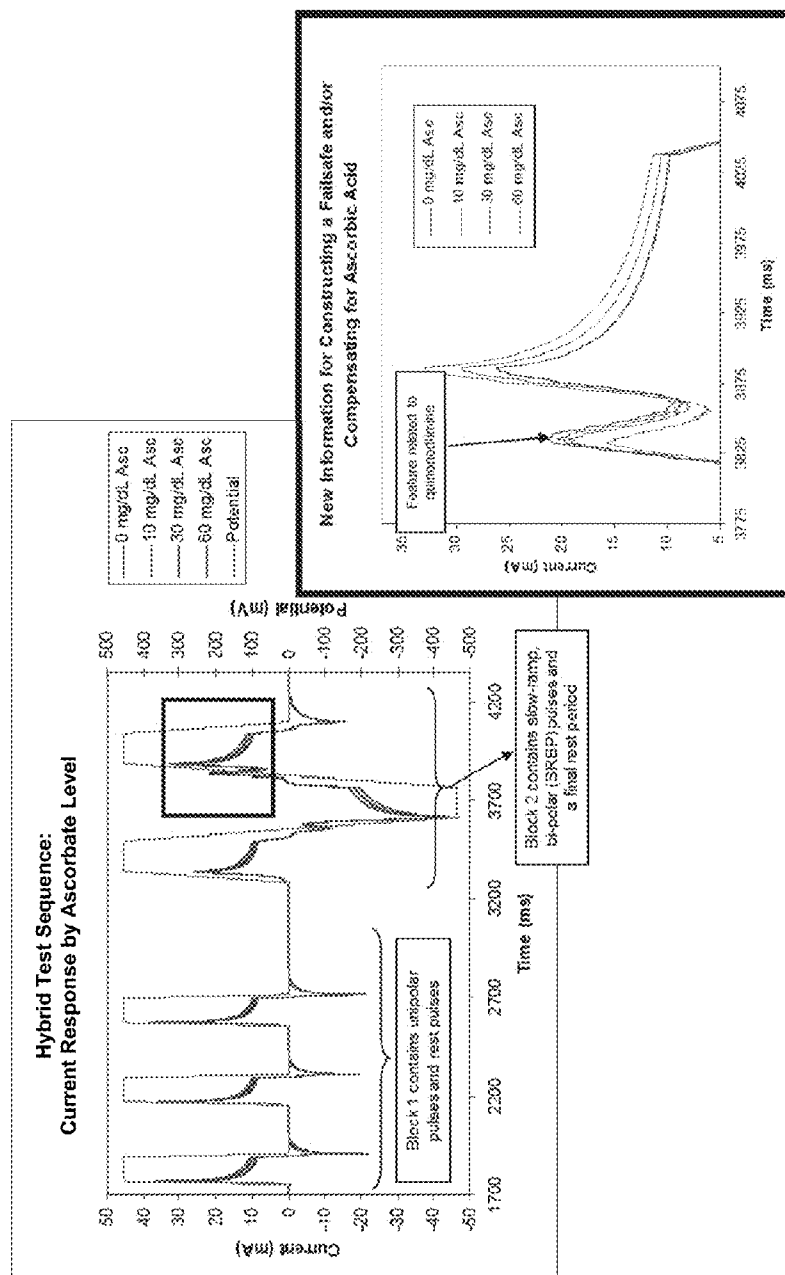 Hybrid Test Sequence:
Current Response by Ascorbate Level
50
40
30
20
10
0
-10
-20
-30
-40
-50
Current (mA)
500
400
300
200
100
0
-100
-200
-300
-400
-500
Potential (mV)
1700
2200
2700
3200
3700
4200
Time (ms)
0 mg/dL Asc
10 mg/dL Asc
30 mg/dL Asc
60 mg/dL Asc
Potential
Block 1 contains unipolar
pulses and rest pulses
Block 2 contains slow-ramp,
bi-polar (SRBP) pulses and
a final rest period
New Information for Constructing a Failsafe and/or
Compensating for Ascorbic Acid
35
30
25
20
15
10
5
Current (mA)
Feature related to
quinonediimine
0 mg/dL Asc
10 mg/dL Asc
30 mg/dL Asc
60 mg/dL Asc
3775
3825
3875
3925
3975
Time (ms)